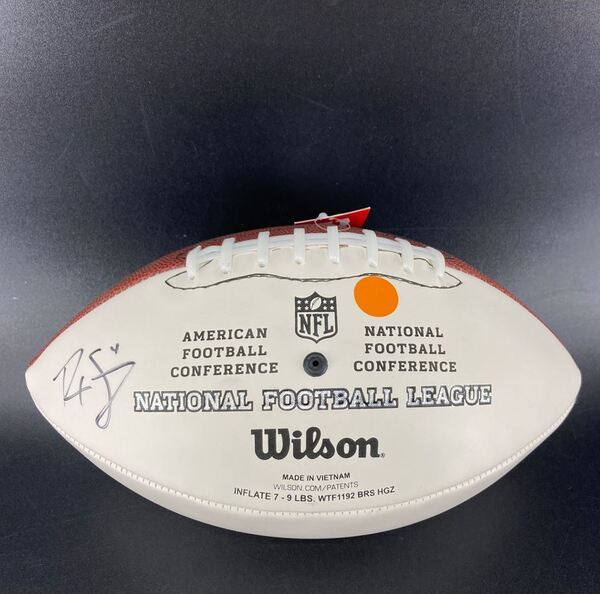 NFL
AMERICAN
FOOTBALL
CONFERENCE
NATIONAL
FOOTBALL
CONFERENCE
NATIONAL FOOTBALL LEAGUE
Wilson.
MADE IN VIETNAM
WILSON.COM/PATENTS
INFLATE 7 - 9 LBS. WTF1192 BRS HGZ